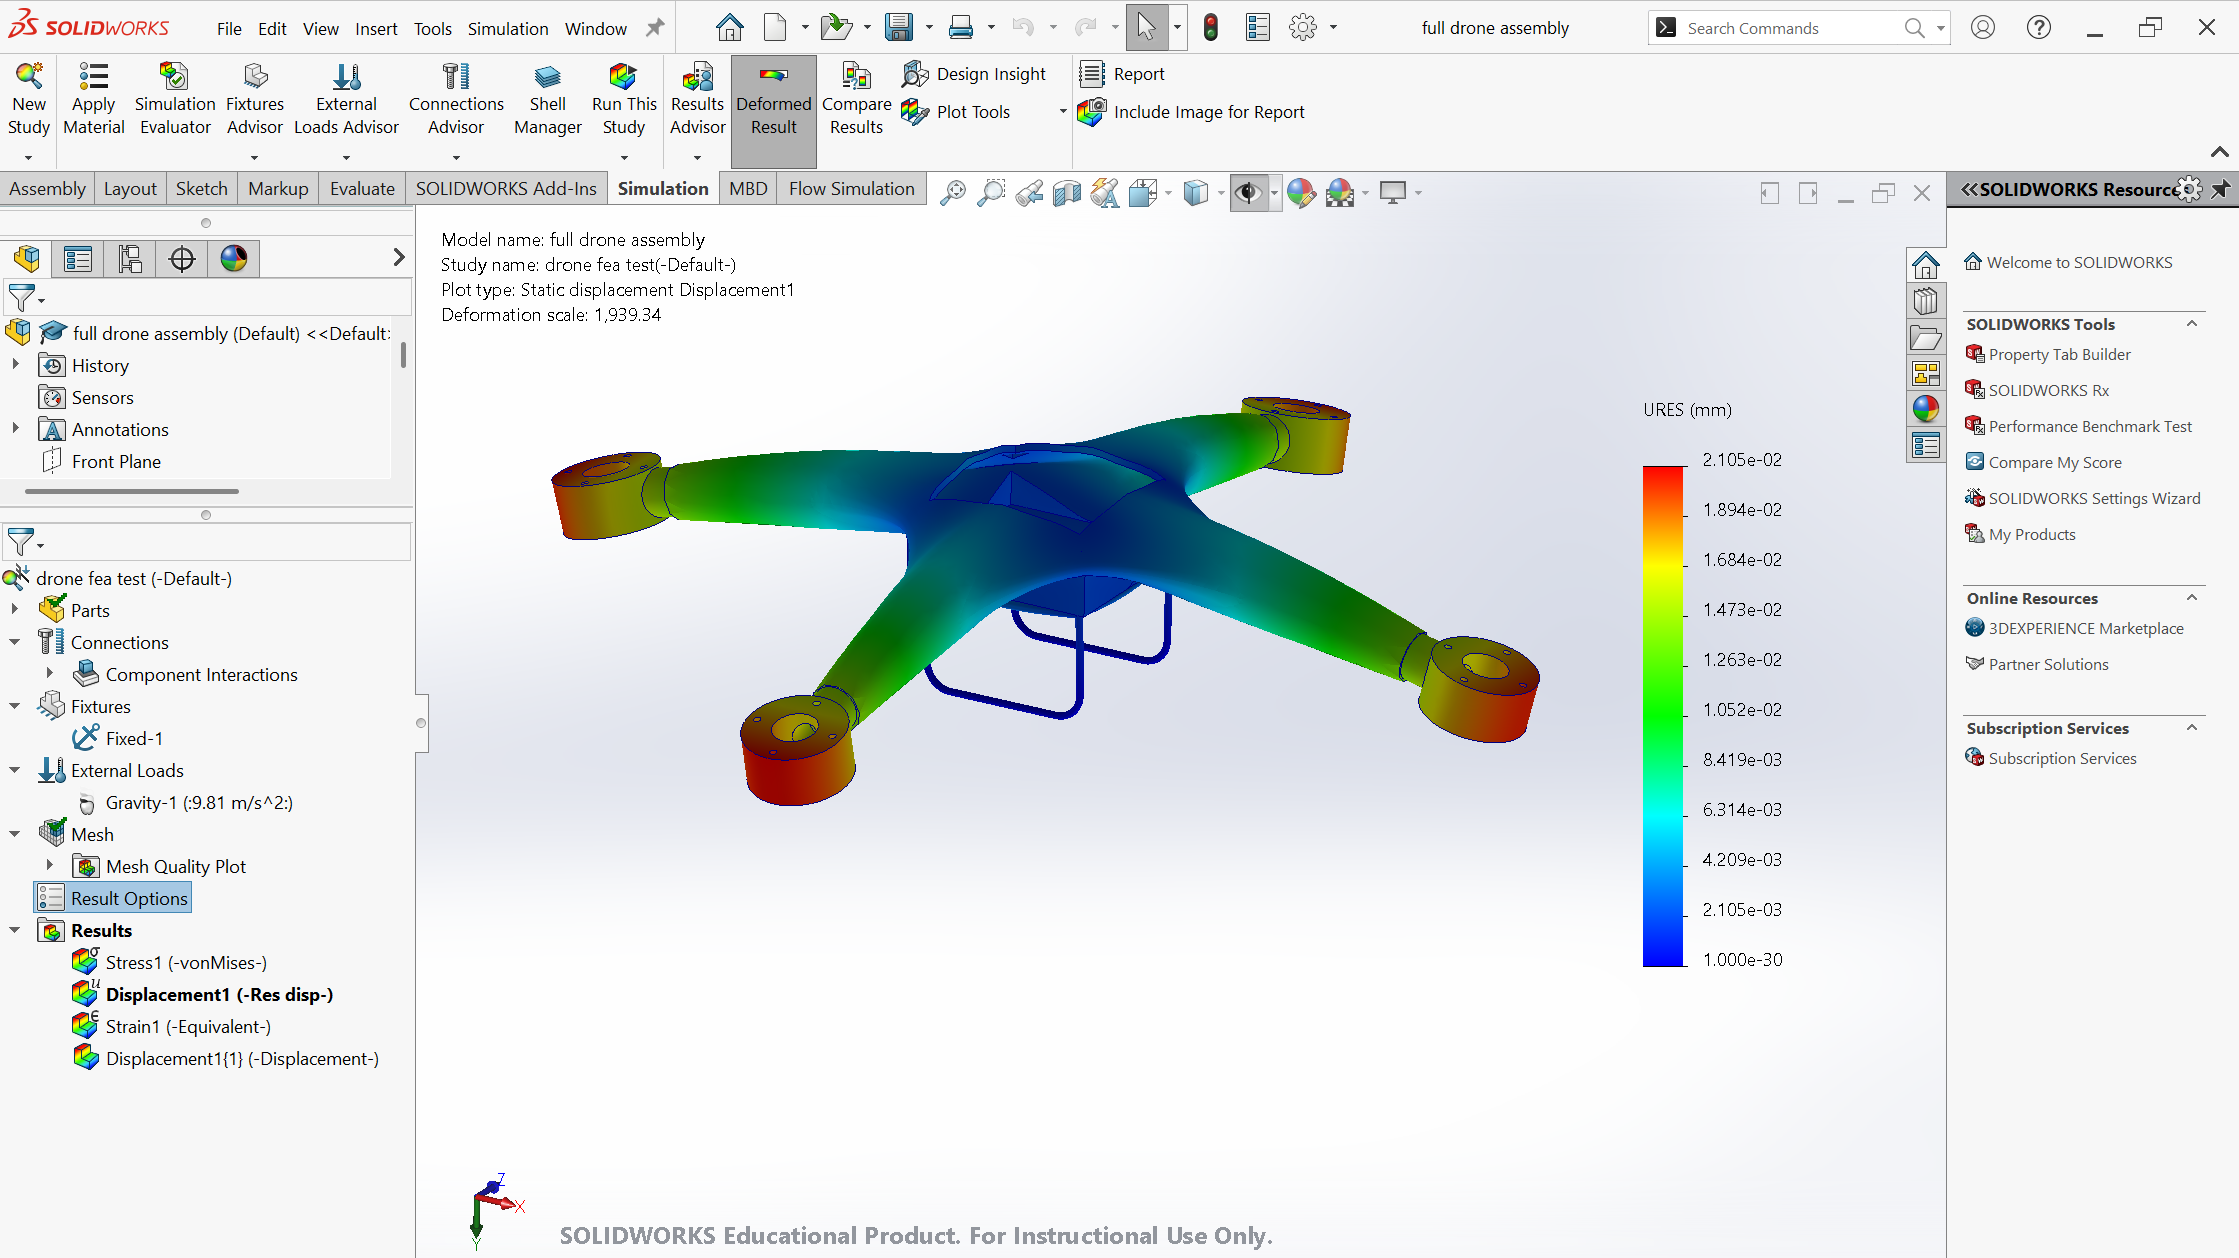 SOLIDWORKS
File Edit View Insert Tools Simulation Window
full drone assembly
Search Commands
New Study
Apply Material
Simulation Evaluator
Fixtures Advisor
External Loads Advisor
Connections Advisor
Shell Manager
Run This Study
Results Advisor
Deformed Result
Compare Results
Design Insight
Plot Tools
Report
Include Image for Report
Assembly Layout Sketch Markup Evaluate SOLIDWORKS Add-Ins Simulation MBD Flow Simulation
full drone assembly (Default) <<Default>
History
Sensors
Annotations
Front Plane
drone fea test (-Default-)
Parts
Connections
Component Interactions
Fixtures
Fixed-1
External Loads
Gravity-1 (:9.81 m/s^2:)
Mesh
Mesh Quality Plot
Result Options
Results
Stress1 (-vonMises-)
Displacement1 (-Res disp-)
Strain1 (-Equivalent-)
Displacement1{1} (-Displacement-)
Model name: full drone assembly
Study name: drone fea test(-Default-)
Plot type: Static displacement Displacement1
Deformation scale: 1,939.34
URES (mm)
2.105e-02
1.894e-02
1.684e-02
1.473e-02
1.263e-02
1.052e-02
8.419e-03
6.314e-03
4.209e-03
2.105e-03
1.000e-30
Z
X
Y
SOLIDWORKS Educational Product. For Instructional Use Only.
SOLIDWORKS Resources
Welcome to SOLIDWORKS
SOLIDWORKS Tools
Property Tab Builder
SOLIDWORKS Rx
Performance Benchmark Test
Compare My Score
SOLIDWORKS Settings Wizard
My Products
Online Resources
3DEXPERIENCE Marketplace
Partner Solutions
Subscription Services
Subscription Services